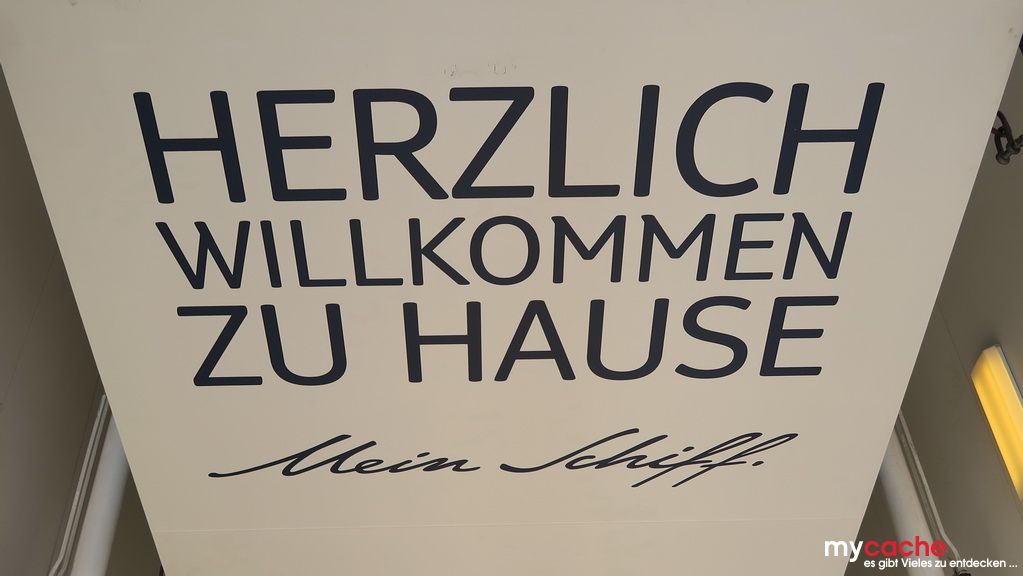 HERZLICH
WILLKOMMEN
ZU HAUSE
Mein Schiff.
mycache
es gibt Vieles zu entdecken ...